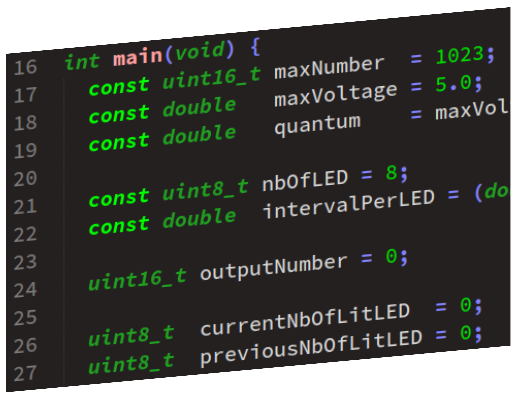 16 int main(void) {
17 const uint16_t maxNumber = 1023;
18 const double maxVoltage = 5.0;
19 const double quantum = maxVol
20
21 const uint8_t nbOfLED = 8;
22 const double intervalPerLED = (do
23
24 uint16_t outputNumber = 0;
25
26 uint8_t currentNbOfLitLED = 0;
27 uint8_t previousNbOfLitLED = 0;